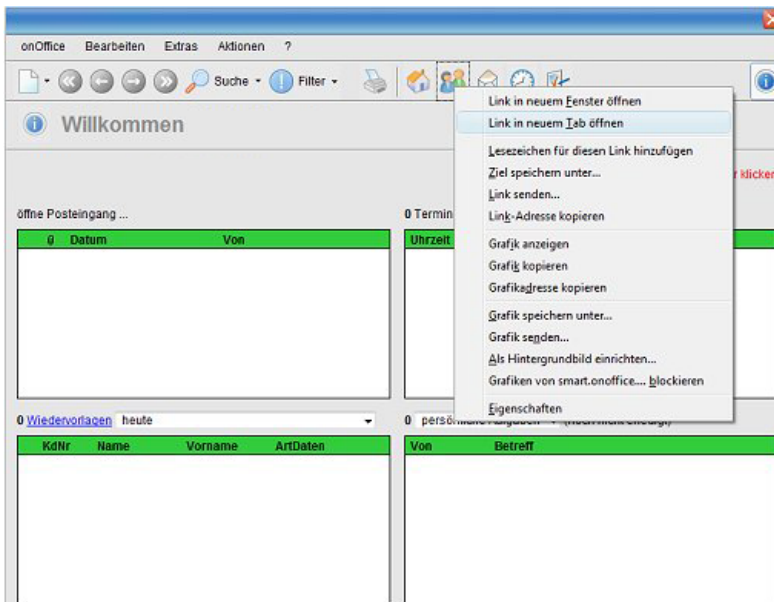 onOffice Bearbeiten Extras Aktionen ?
Suche Filter
Willkommen
r klicken
öffne Posteingang ...
0 Termin
Datum Von
Uhrzeit
Link in neuem Fenster öffnen
Link in neuem Tab öffnen
Lesezeichen für diesen Link hinzufügen
Ziel speichern unter...
Link senden...
Link-Adresse kopieren
Grafik anzeigen
Grafik kopieren
Grafikadresse kopieren
Grafik speichern unter...
Grafik senden...
Als Hintergrundbild einrichten...
Grafiken von smart.onoffice.... blockieren
Eigenschaften
0 Wiedervorlagen heute
0
KdNr Name Vorname ArtDaten
Von Betreff